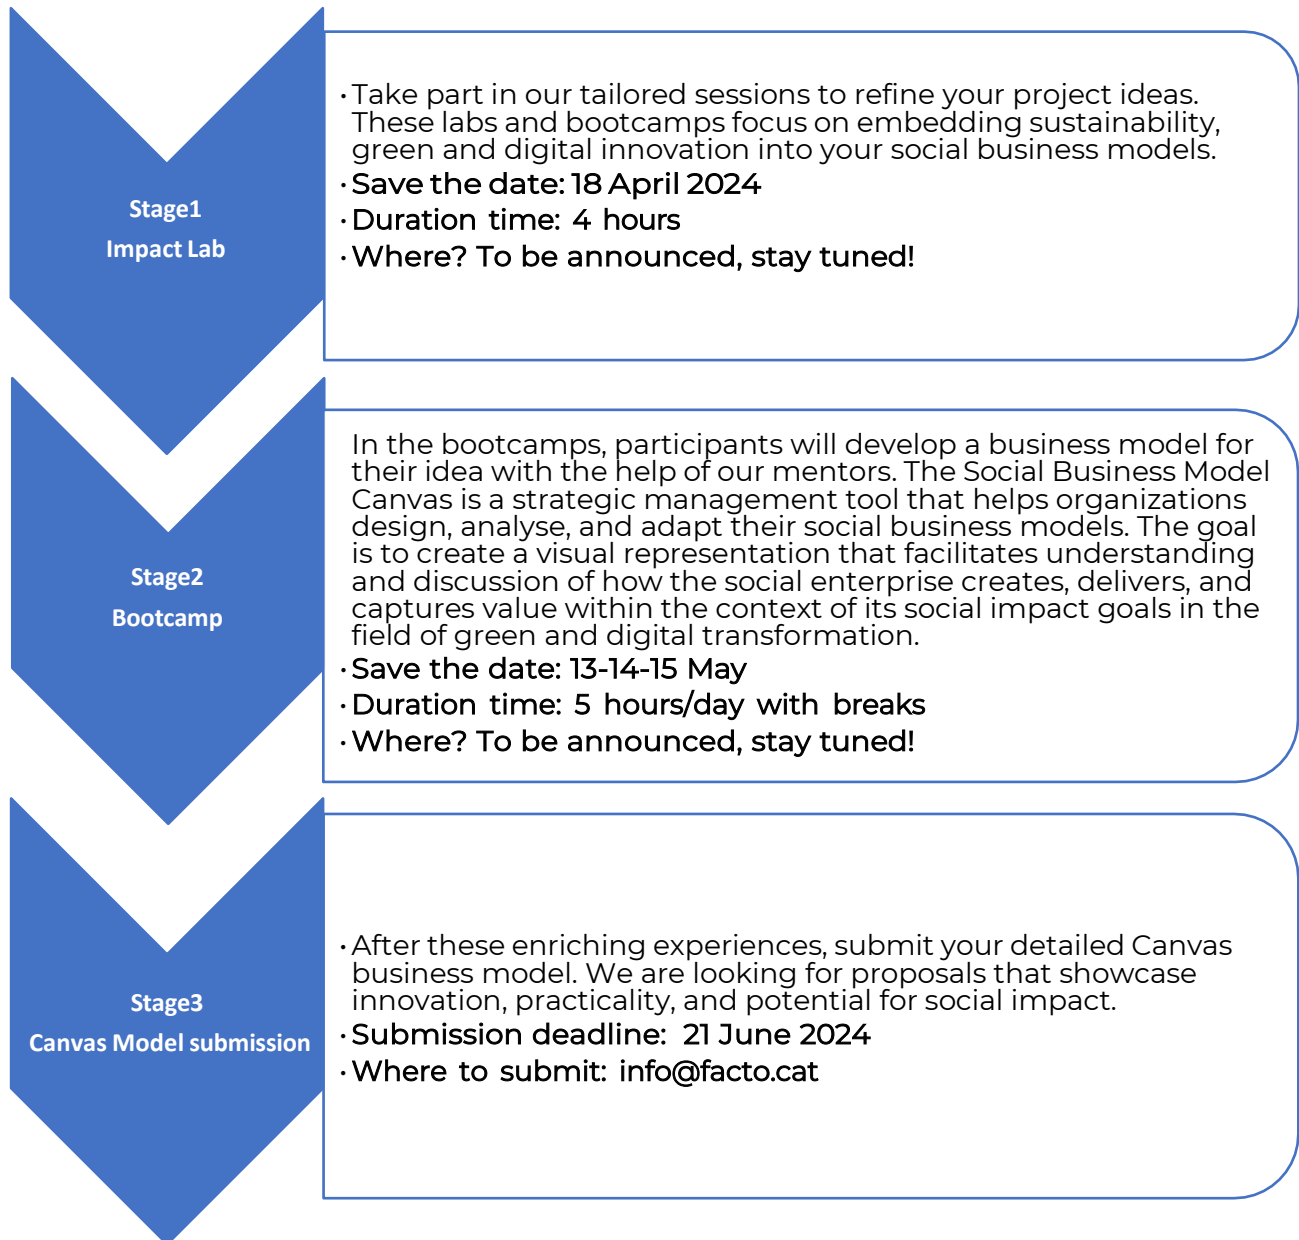 Stage1
Impact Lab
· Take part in our tailored sessions to refine your project ideas.
These labs and bootcamps focus on embedding sustainability,
green and digital innovation into your social business models.
· Save the date: 18 April 2024
· Duration time: 4 hours
· Where? To be announced, stay tuned!
Stage2
Bootcamp
In the bootcamps, participants will develop a business model for
their idea with the help of our mentors. The Social Business Model
Canvas is a strategic management tool that helps organizations
design, analyse, and adapt their social business models. The goal
is to create a visual representation that facilitates understanding
and discussion of how the social enterprise creates, delivers, and
captures value within the context of its social impact goals in the
field of green and digital transformation.
· Save the date: 13-14-15 May
· Duration time: 5 hours/day with breaks
· Where? To be announced, stay tuned!
Stage3
Canvas Model submission
· After these enriching experiences, submit your detailed Canvas
business model. We are looking for proposals that showcase
innovation, practicality, and potential for social impact.
· Submission deadline: 21 June 2024
· Where to submit: info@facto.cat